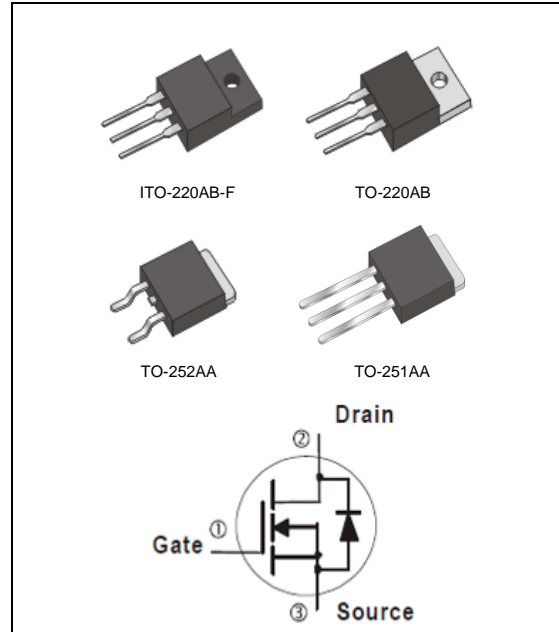 ITO-220AB-F
TO-220AB
TO-252AA
TO-251AA
Drain
②
①
Gate
③
Source